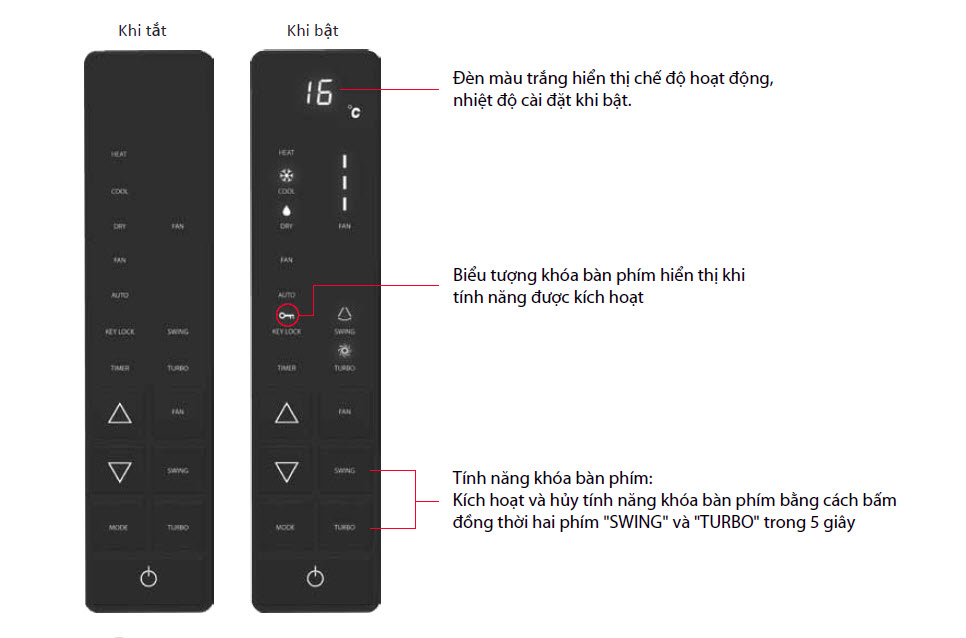 Khi tắt
Khi bật
HEAT
COOL
DRY FAN
FAN
AUTO
KEY LOCK SWING
TIMER TURBO
FAN
SWING
MODE TURBO
16
°C
HEAT
COOL
DRY FAN
FAN
AUTO
KEY LOCK SWING
TIMER TURBO
FAN
SWING
MODE TURBO
Đèn màu trắng hiển thị chế độ hoạt động,
nhiệt độ cài đặt khi bật.
Biểu tượng khóa bàn phím hiển thị khi
tính năng được kích hoạt
Tính năng khóa bàn phím:
Kích hoạt và hủy tính năng khóa bàn phím bằng cách bấm
đồng thời hai phím "SWING" và "TURBO" trong 5 giây